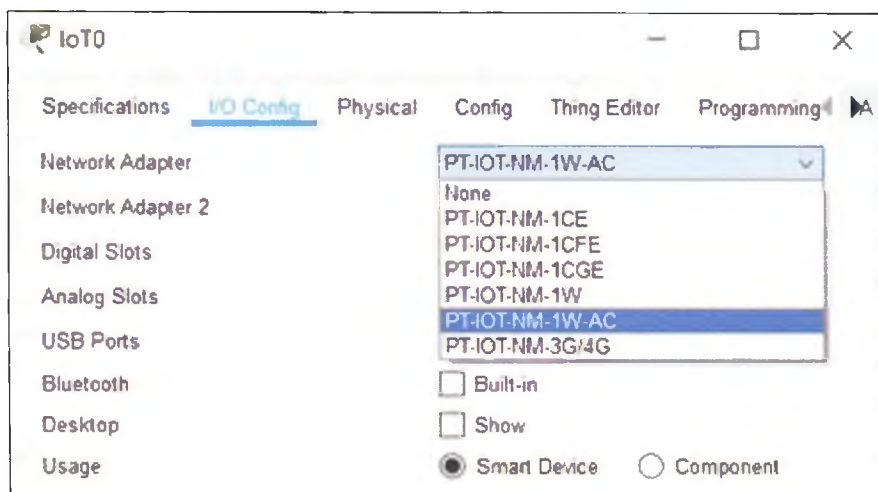 IoT0
Specifications I/O Config Physical Config Thing Editor Programming A
Network Adapter PT-IOT-NM-1W-AC
None
Network Adapter 2
PT-IOT-NM-1CE
PT-IOT-NM-1CFE
Digital Slots
PT-IOT-NM-1CGE
Analog Slots PT-IOT-NM-1W
PT-IOT-NM-1W-AC
USB Ports PT-IOT-NM-3G/4G
Bluetooth Built-in
Desktop Show
Usage Smart Device Component